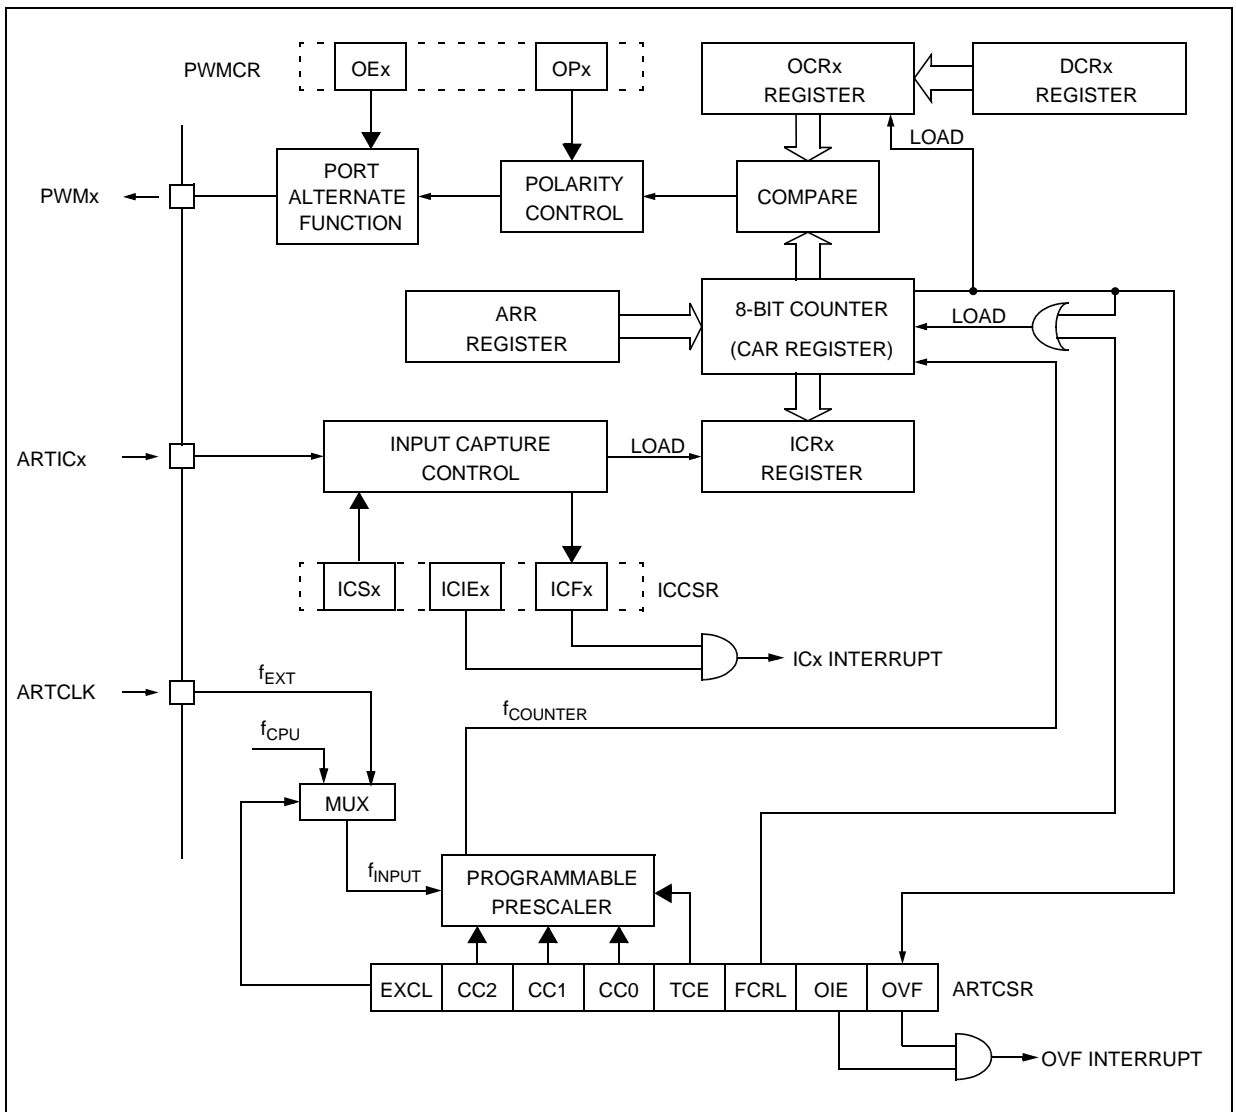 PWMCR
OEx
OPx
OCRx
REGISTER
DCRx
REGISTER
LOAD
PWMx
PORT
ALTERNATE
FUNCTION
POLARITY
CONTROL
COMPARE
ARR
REGISTER
8-BIT COUNTER
(CAR REGISTER)
LOAD
ARTICx
INPUT CAPTURE
CONTROL
LOAD
ICRx
REGISTER
ICSx
ICIEx
ICFx
ICCSR
ICx INTERRUPT
ARTCLK
fEXT
fCPU
fCOUNTER
MUX
fINPUT
PROGRAMMABLE
PRESCALER
EXCL
CC2
CC1
CC0
TCE
FCRL
OIE
OVF
ARTCSR
OVF INTERRUPT